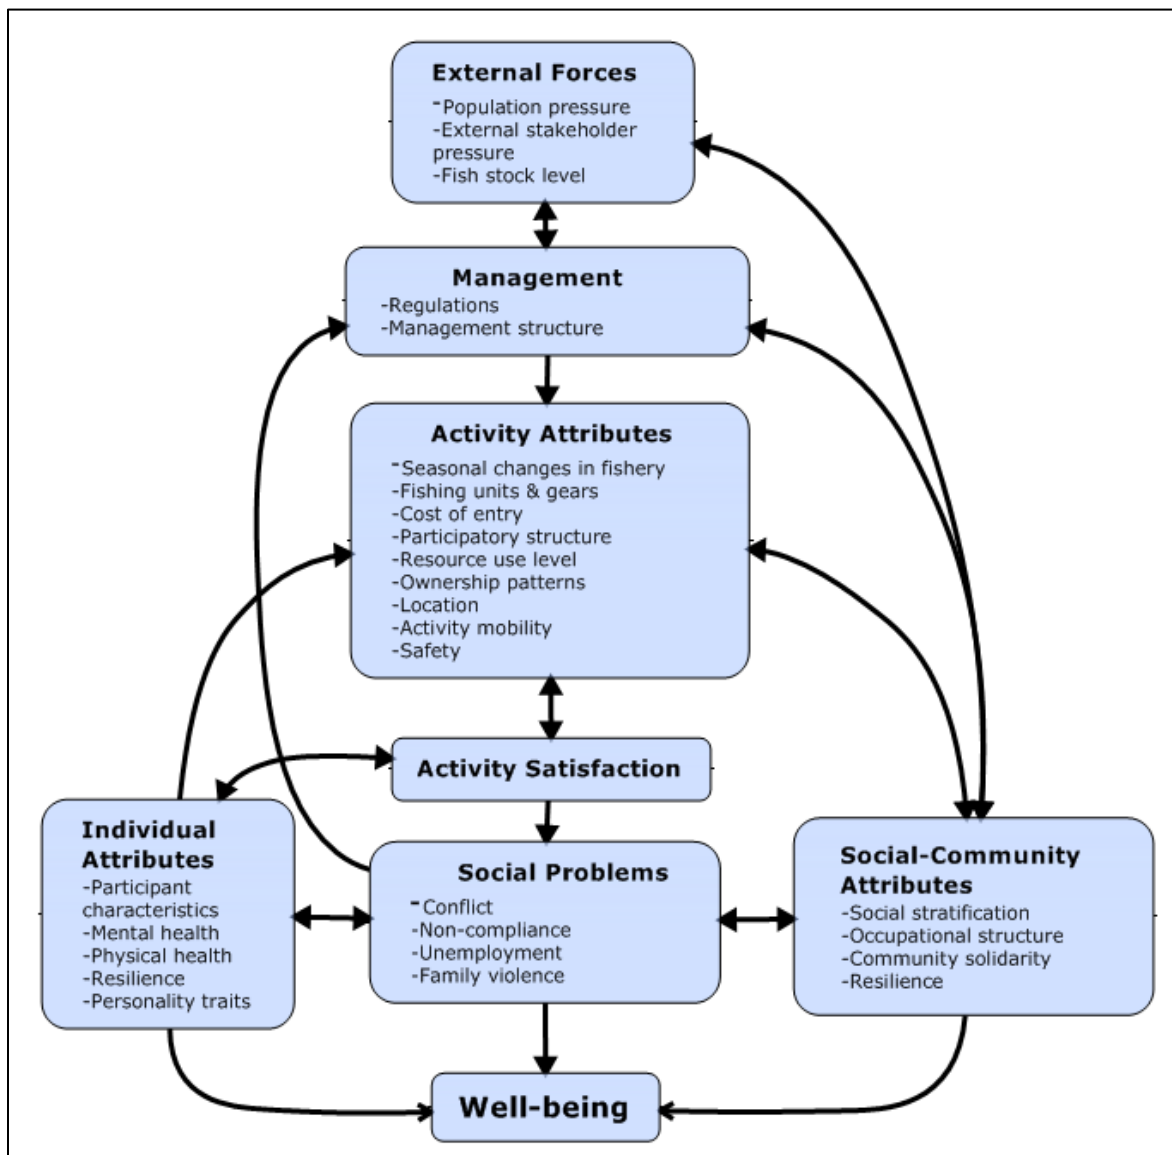 External Forces
-Population pressure
-External stakeholder
pressure
-Fish stock level
Management
-Regulations
-Management structure
Activity Attributes
-Seasonal changes in fishery
-Fishing units & gears
-Cost of entry
-Participatory structure
-Resource use level
-Ownership patterns
-Location
-Activity mobility
-Safety
Activity Satisfaction
Individual
Attributes
-Participant
characteristics
-Mental health
-Physical health
-Resilience
-Personality traits
Social Problems
-Conflict
-Non-compliance
-Unemployment
-Family violence
Social-Community
Attributes
-Social stratification
-Occupational structure
-Community solidarity
-Resilience
Well-being